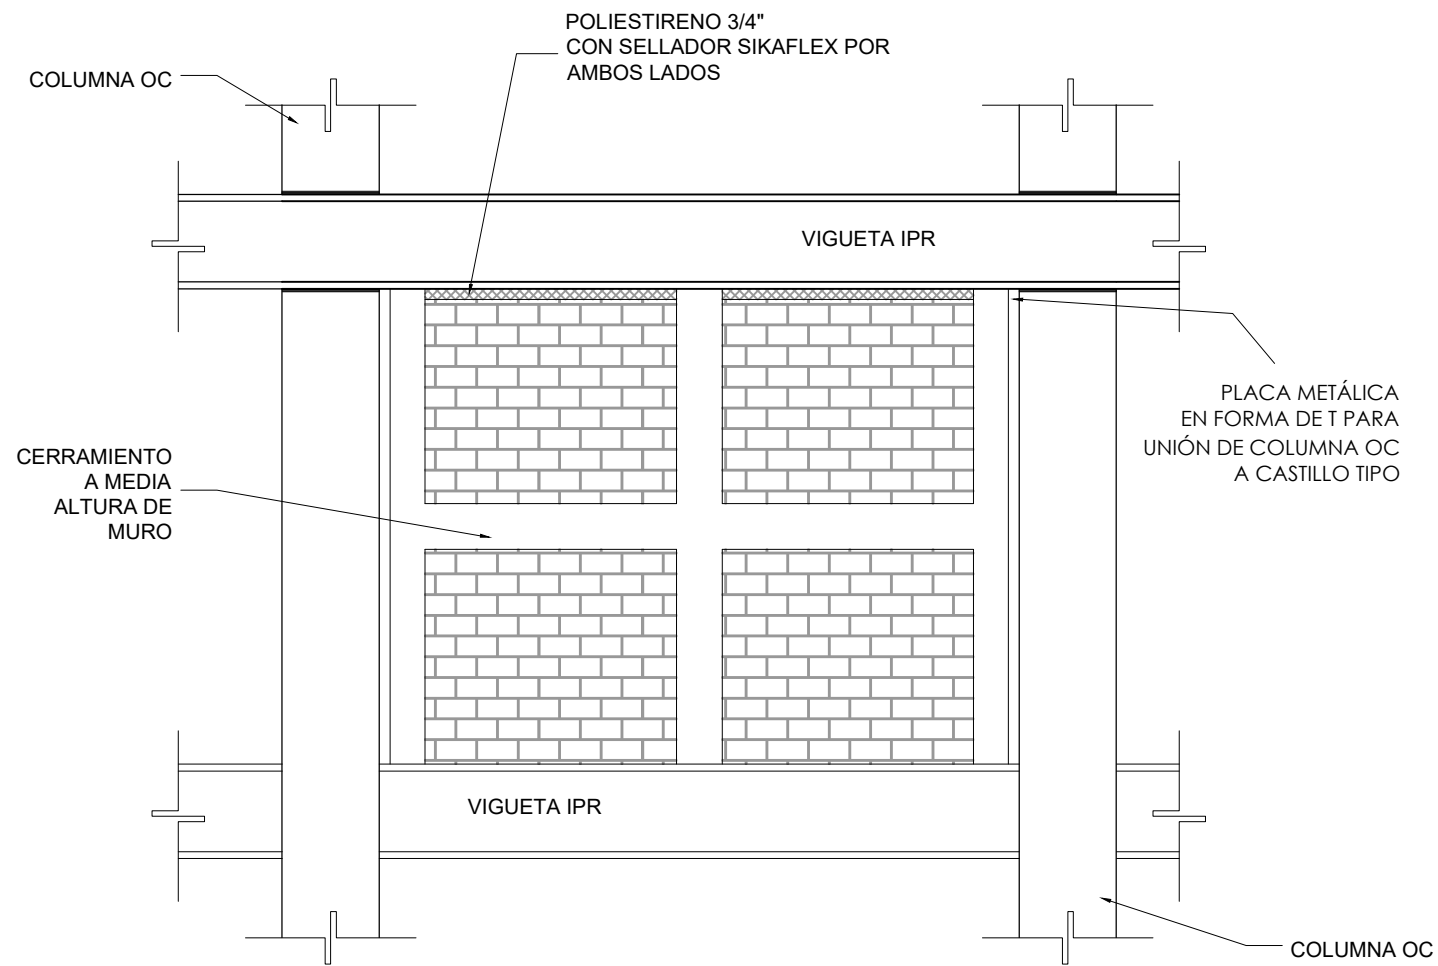 POLIESTIRENO 3/4"
CON SELLADOR SIKAFLEX POR
AMBOS LADOS
COLUMNA OC
VIGUETA IPR
PLACA METÁLICA
EN FORMA DE T PARA
UNIÓN DE COLUMNA OC
A CASTILLO TIPO
CERRAMIENTO
A MEDIA
ALTURA DE
MURO
VIGUETA IPR
COLUMNA OC